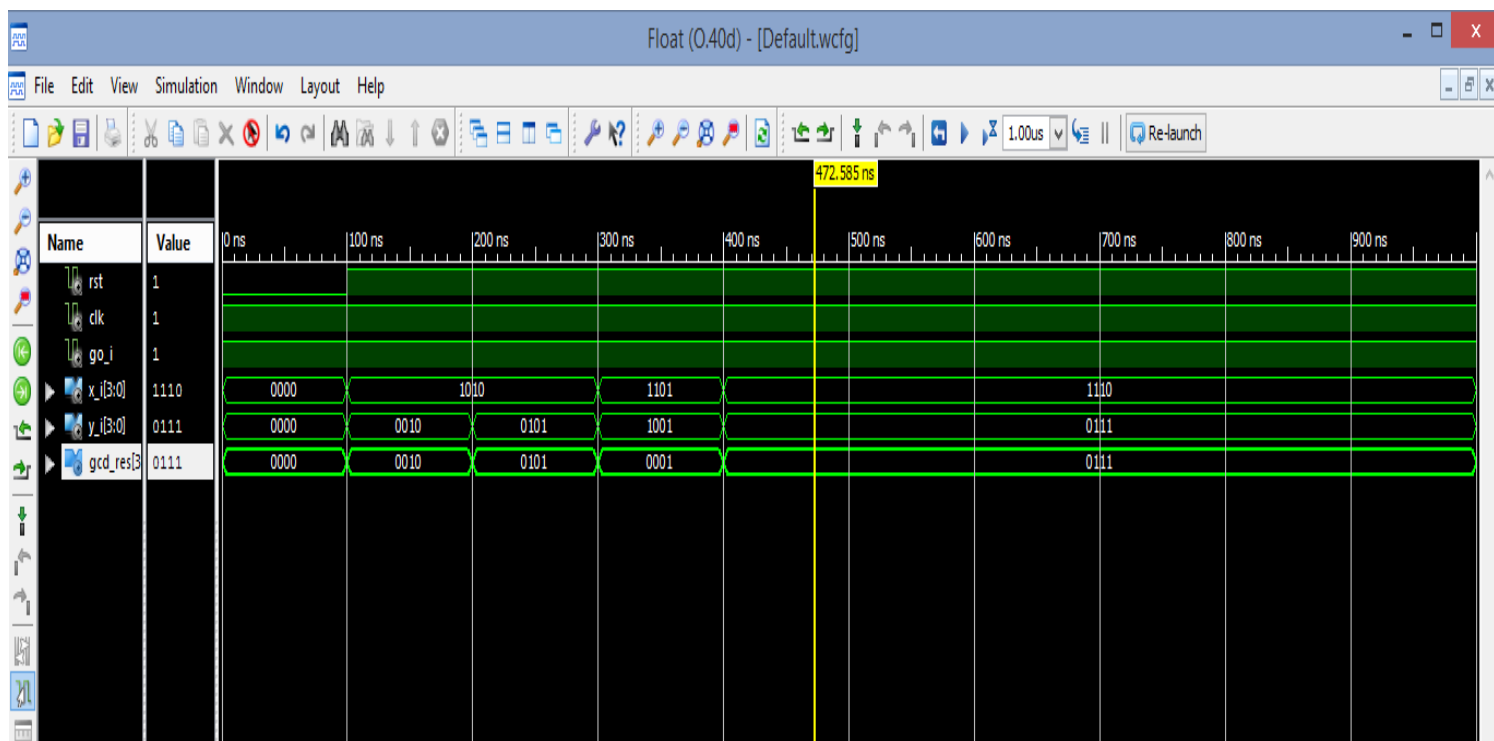 Float (O.40d) - [Default.wcfg]
File Edit View Simulation Window Layout Help
1.00us Re-launch
472.585 ns
Name Value 0 ns 100 ns 200 ns 300 ns 400 ns 500 ns 600 ns 700 ns 800 ns 900 ns
rst 1
clk 1
go_i 1
x_i[3:0] 1110 0000 1010 1101 1110
y_i[3:0] 0111 0000 0010 0101 1001 0111
gcd_res[3 0111 0000 0010 0101 0001 0111